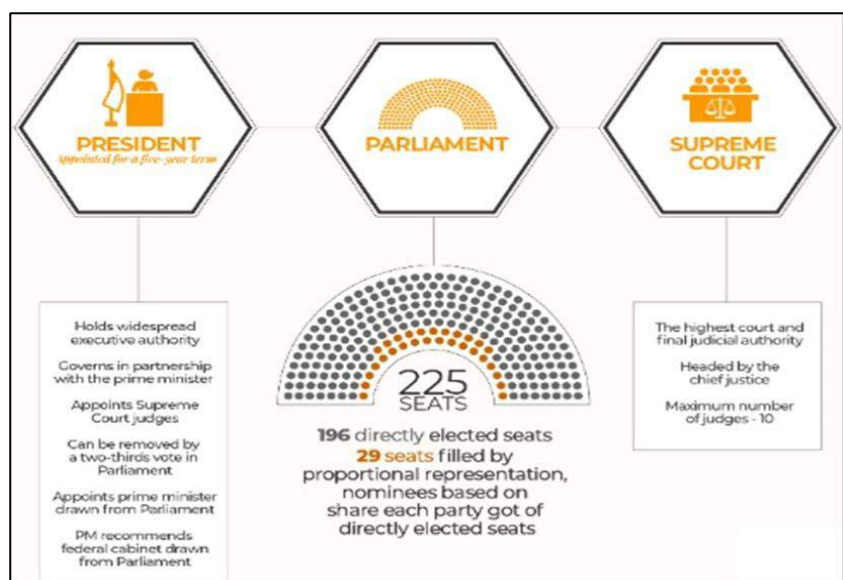 PRESIDENT
Appointed for a five-year term
PARLIAMENT
SUPREME
COURT
Holds widespread
executive authority
Governs in partnership
with the prime minister
Appoints Supreme
Court judges
Can be removed by
a two-thirds vote in
Parliament
Appoints prime minister
drawn from Parliament
PM recommends
federal cabinet drawn
from Parliament
225
SEATS
196 directly elected seats
29 seats filled by
proportional representation,
nominees based on
share each party got of
directly elected seats
The highest court and
final judicial authority
Headed by the
chief justice
Maximum number
of judges - 10